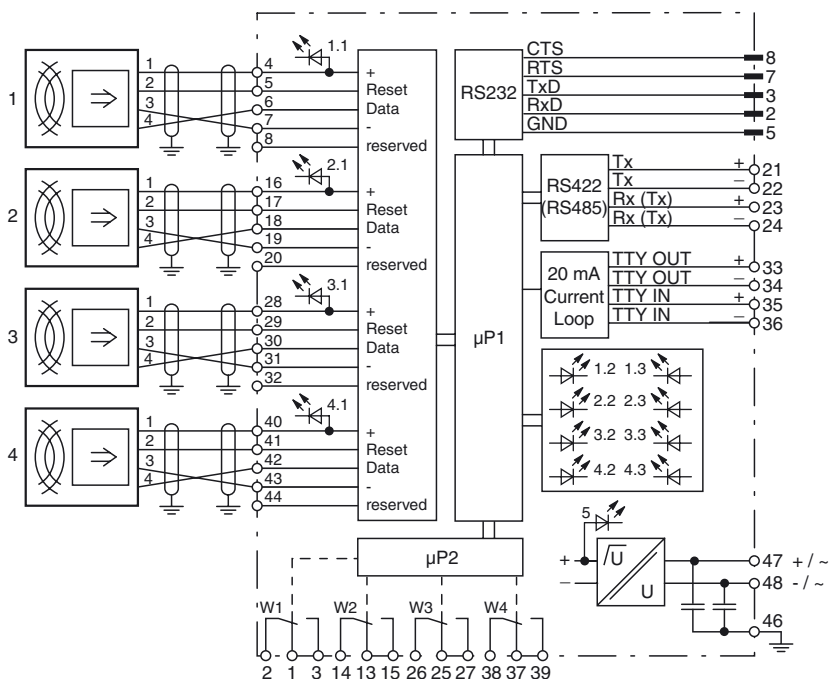 1
1
2
3
4
4
5
6
7
8
1.1
+
Reset
Data
-
reserved
2
1
2
3
4
16
17
18
19
20
2.1
+
Reset
Data
-
reserved
3
1
2
3
4
28
29
30
31
32
3.1
+
Reset
Data
-
reserved
4
1
2
3
4
40
41
42
43
44
4.1
+
Reset
Data
-
reserved
RS232
CTS 8
RTS 7
TxD 3
RxD 2
GND 5
µP1
RS422
(RS485)
Tx + 21
Tx – 22
Rx (Tx) + 23
Rx (Tx) – 24
20 mA
Current
Loop
TTY OUT + 33
TTY OUT – 34
TTY IN + 35
TTY IN – 36
1.2 1.3
2.2 2.3
3.2 3.3
4.2 4.3
5
+
–
√U
U
47 + / ~
48 - / ~
46
µP2
W1 W2 W3 W4
2 1 3 14 13 15 26 25 27 38 37 39